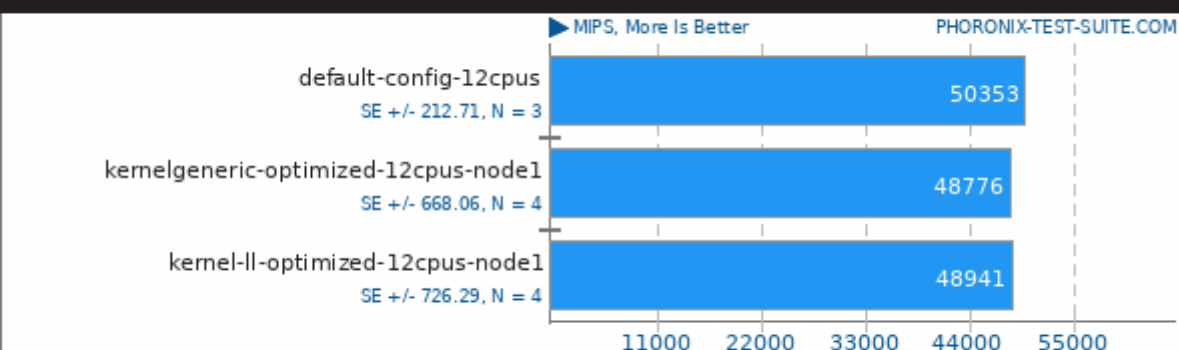 MIPS, More Is Better PHORONIX-TEST-SUITE.COM
default-config-12cpus
50353
SE +/- 212.71, N = 3
kernelgeneric-optimized-12cpus-node1
48776
SE +/- 668.06, N = 4
kernel-ll-optimized-12cpus-node1
48941
SE +/- 726.29, N = 4
11000 22000 33000 44000 55000